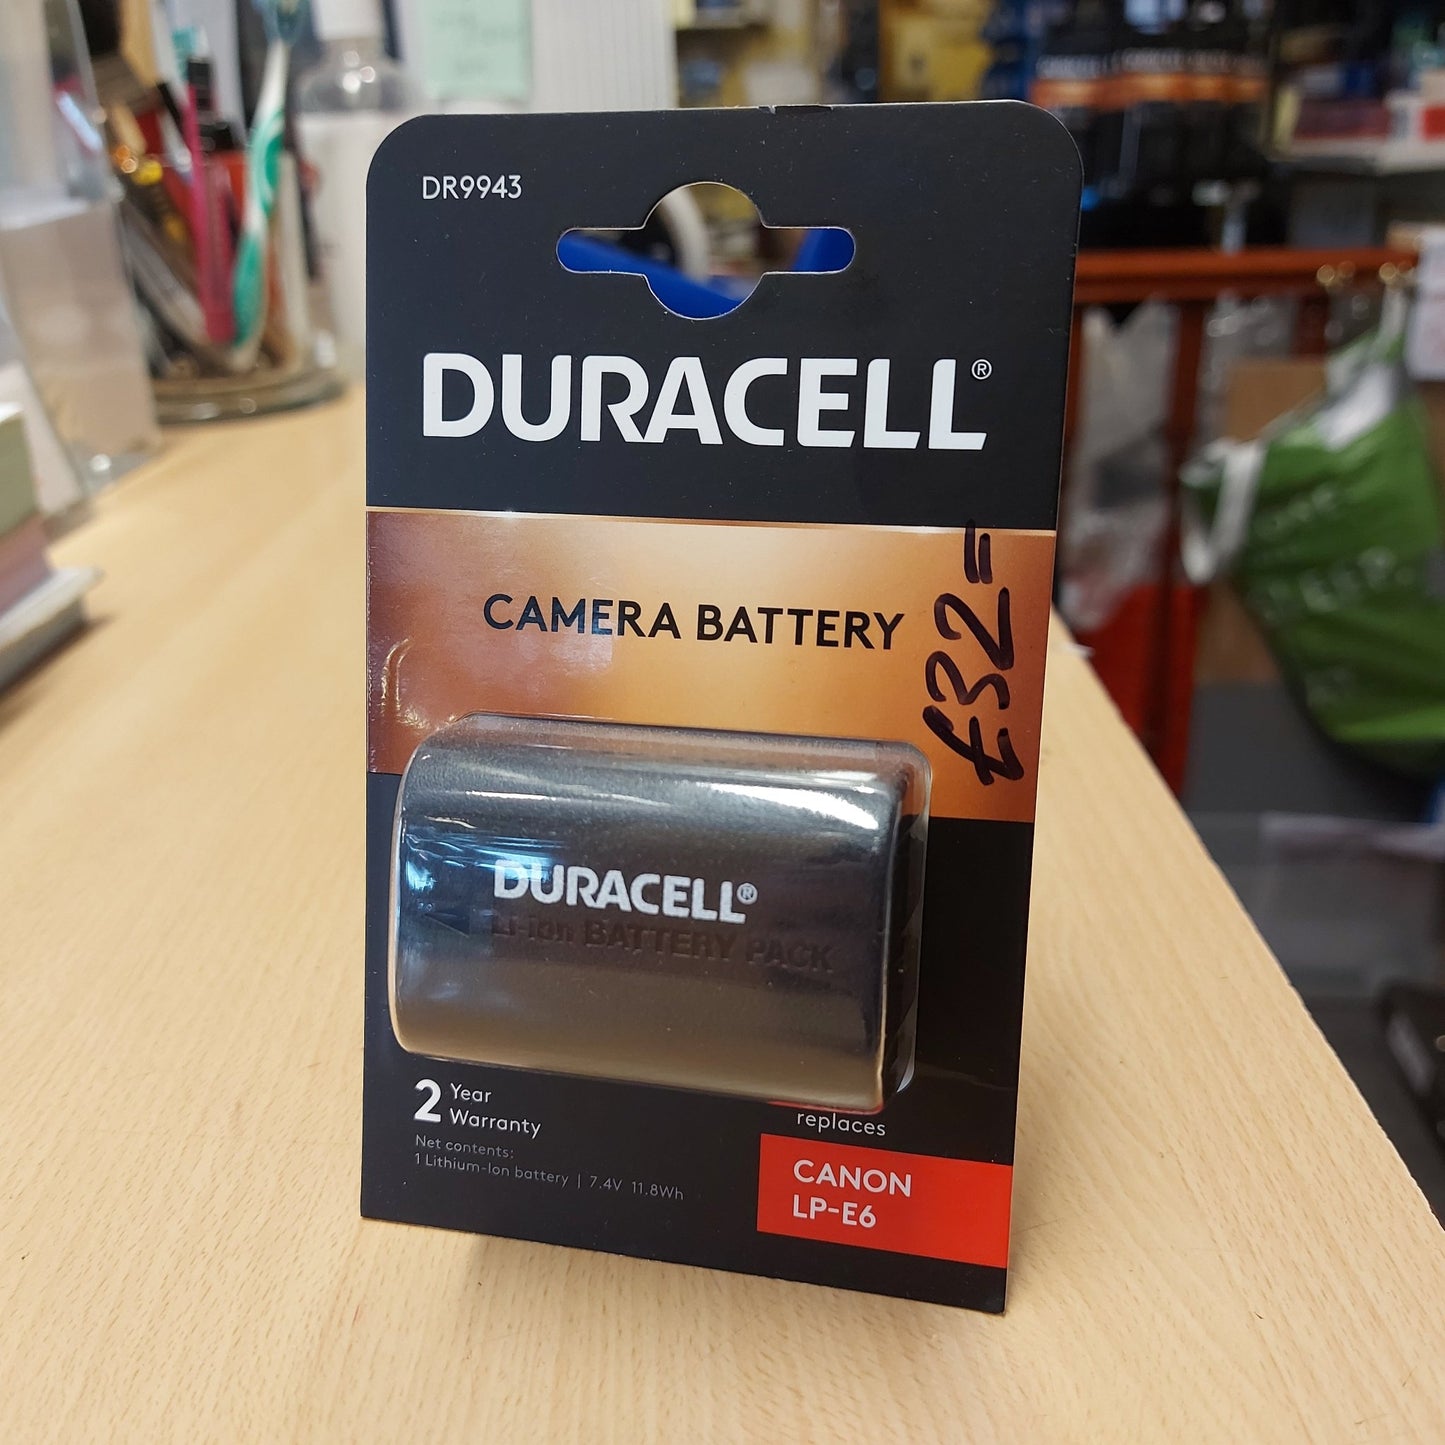 DR9943
DURACELL®
CAMERA BATTERY
£32=
DURACELL®
Li-ion BATTERY PACK
2 Year
Warranty
Net contents:
1 Lithium-Ion battery | 7.4V 11.8Wh
replaces
CANON
LP-E6